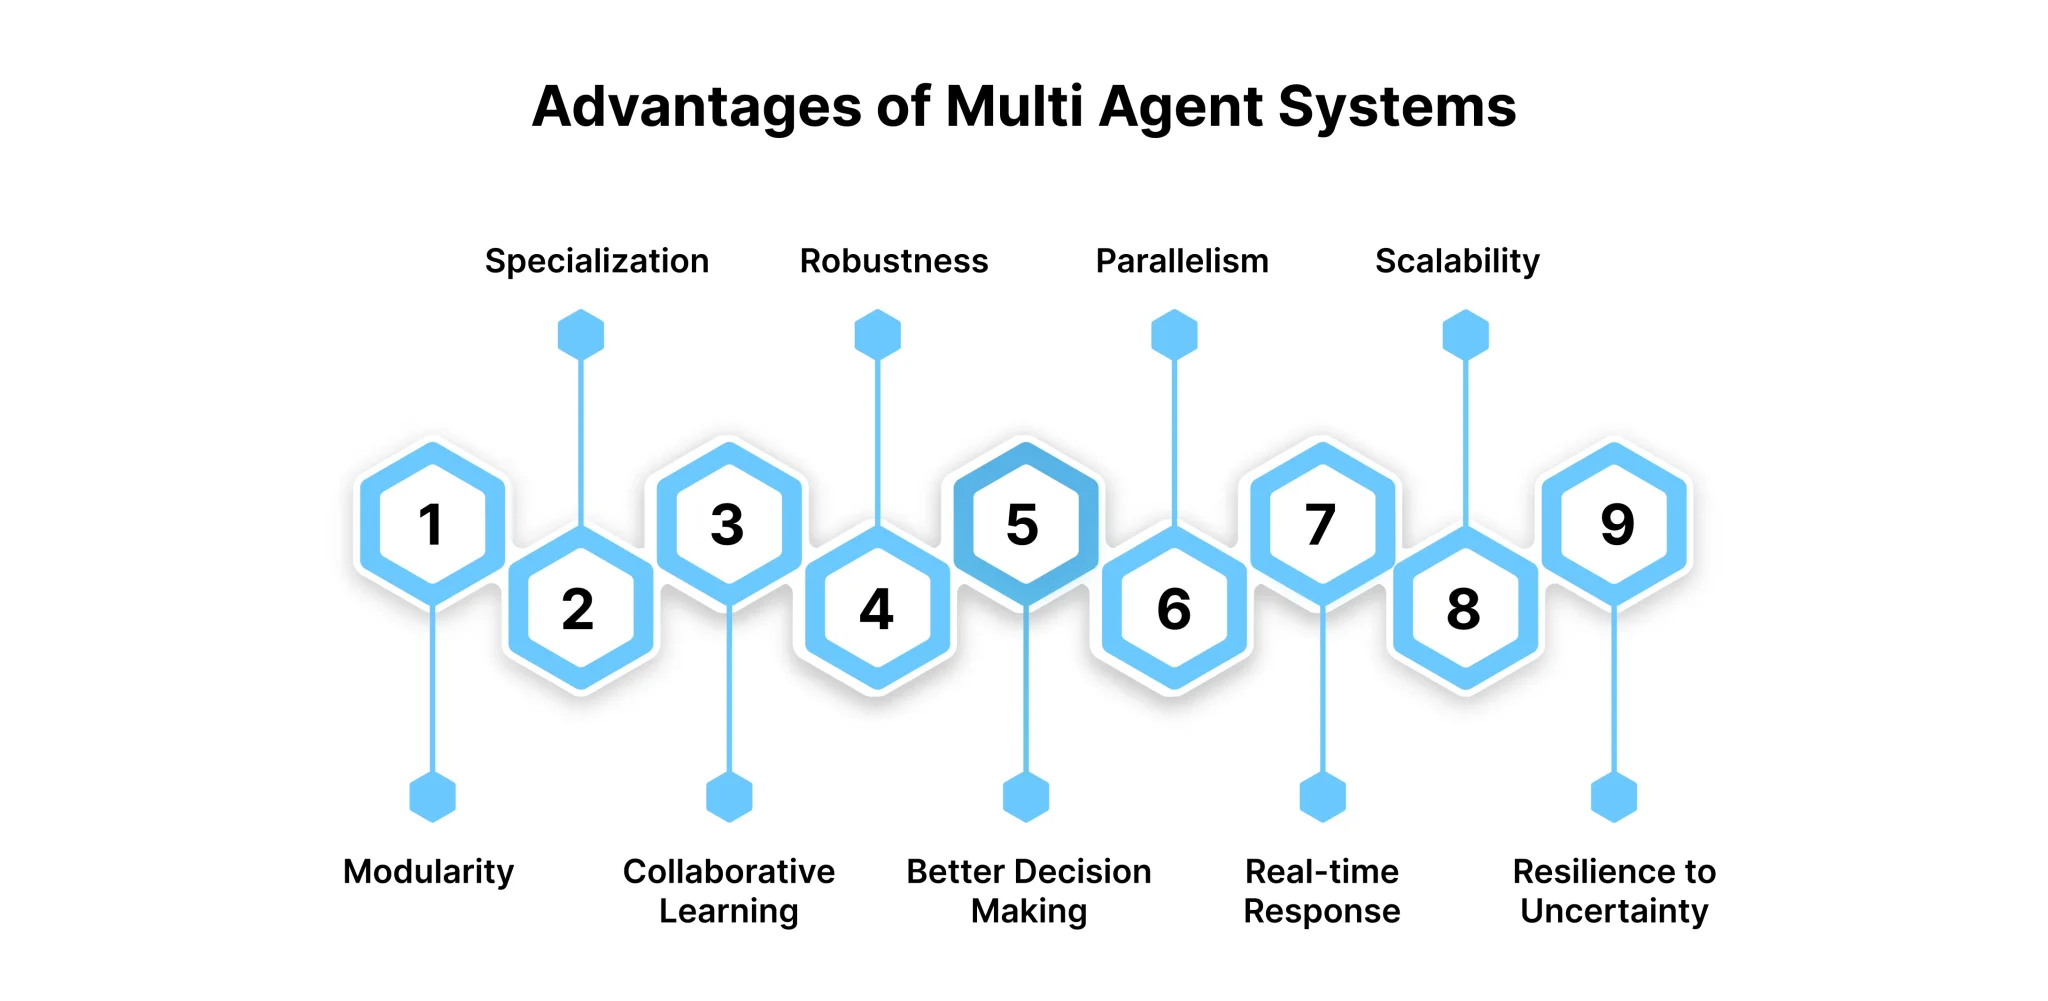 Advantages of Multi Agent Systems
Specialization
Robustness
Parallelism
Scalability
1
2
3
4
5
6
7
8
9
Modularity
Collaborative
Learning
Better Decision
Making
Real-time
Response
Resilience to
Uncertainty